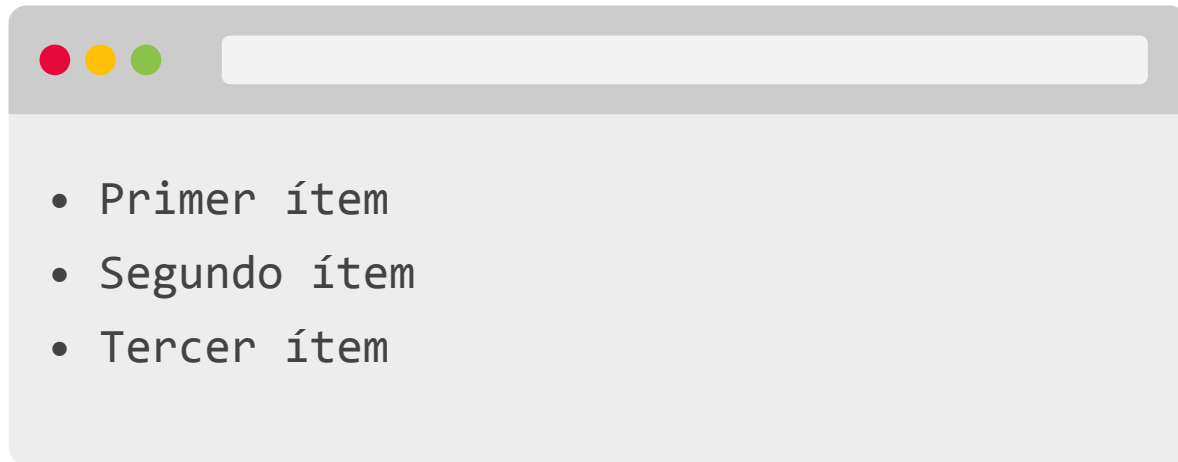 • Primer ítem
• Segundo ítem
• Tercer ítem